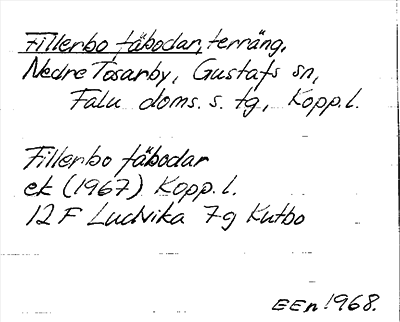 Fillerbo fäbodar, terräng,
Nedre Tosarby, Gustafs sn,
Falu doms. s. tg, Kopp. l.
Fillerbo fäbodar
ek (1967) Kopp. l.
12 F Ludvika 7g Kutbo
EEn 1968.